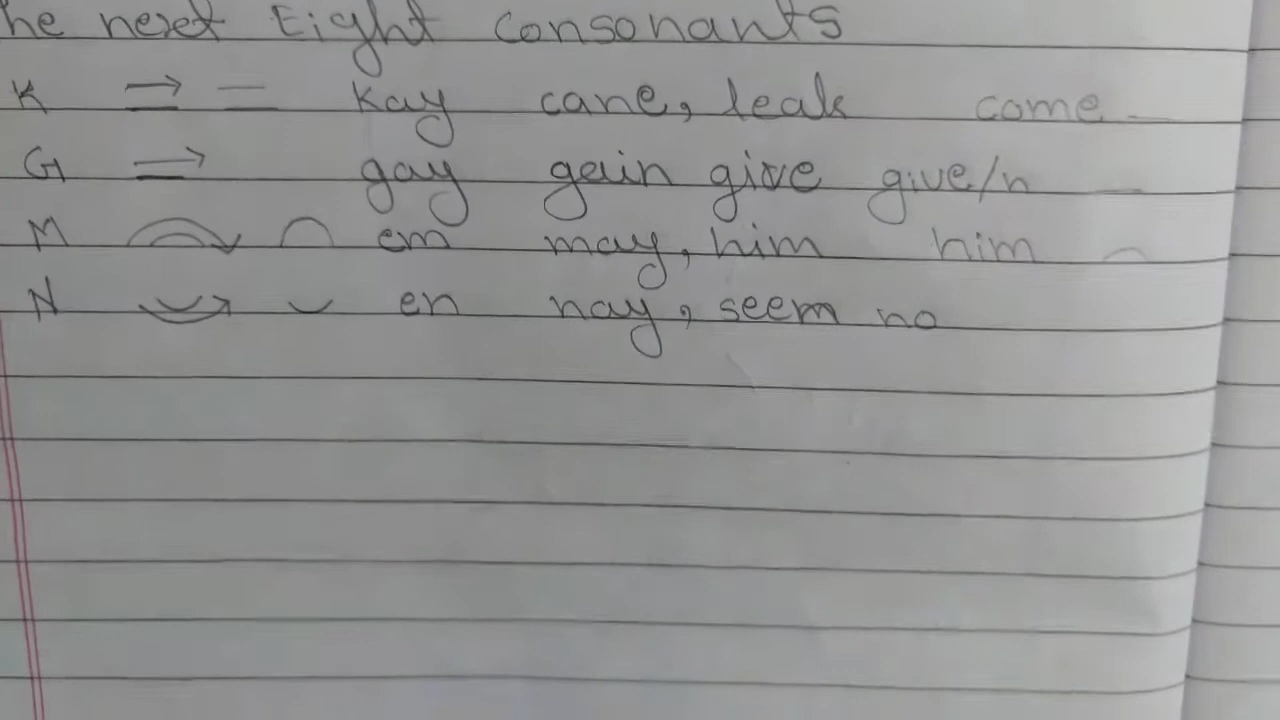 he next Eight Consonants
K kay cane, leak come
G gay gain give give/n
M em may, him him
N en nay, seem no